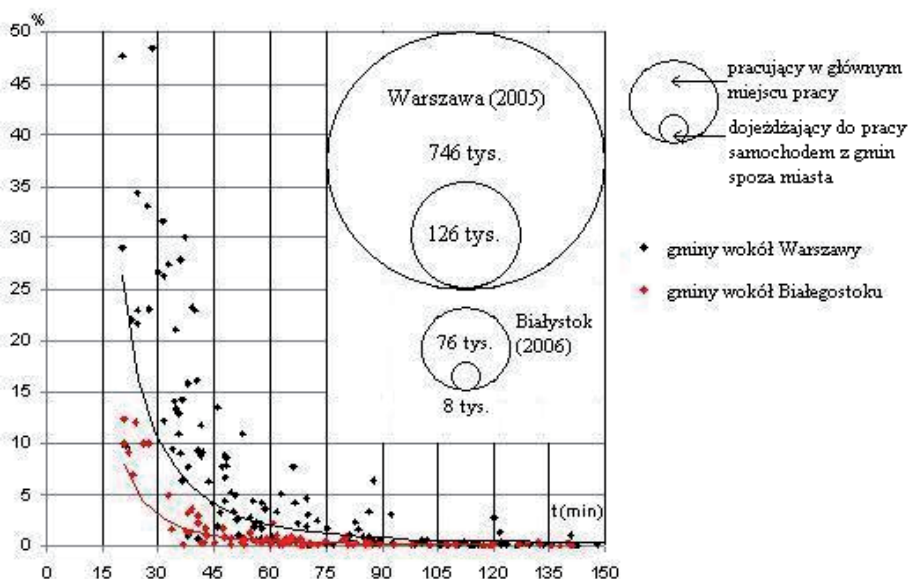 %
50
45
40
35
30
25
20
15
10
5
0
0 15 30 45 60 75 90 105 120 135 150
t(min)
Warszawa (2005)
746 tys.
126 tys.
76 tys.
Białystok
(2006)
8 tys.
pracujący w głównym
miejscu pracy
dojeżdżający do pracy
samochodem z gmin
spoza miasta
gminy wokół Warszawy
gminy wokół Białegostoku